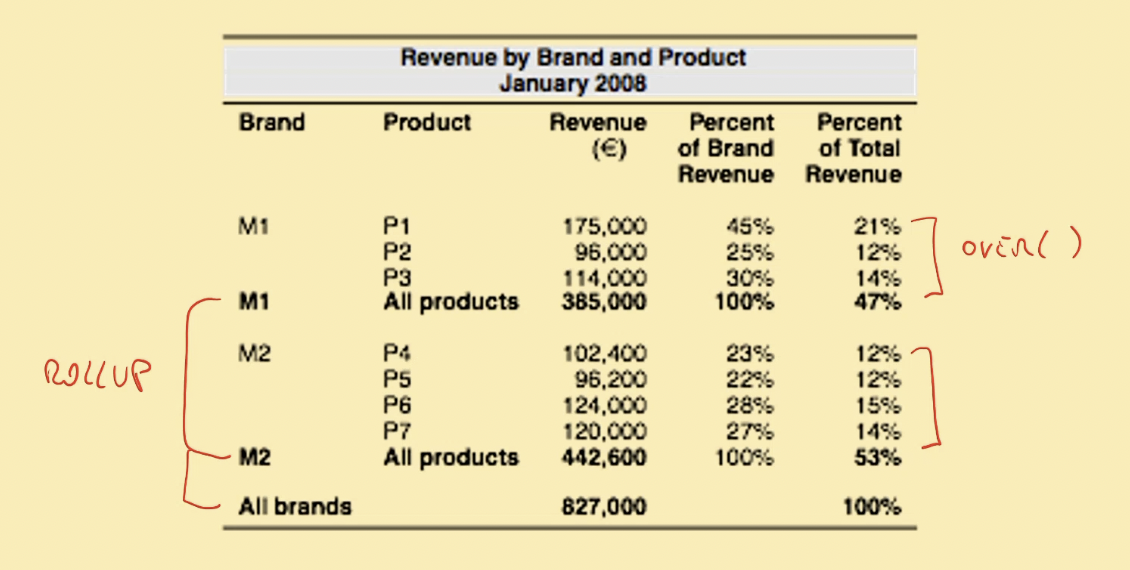 Revenue by Brand and Product
January 2008
Brand Product Revenue (€) Percent of Brand Revenue Percent of Total Revenue
M1 P1 175,000 45% 21%
P2 96,000 25% 12%
P3 114,000 30% 14%
M1 All products 385,000 100% 47%
OVER( )
M2 P4 102,400 23% 12%
P5 96,200 22% 12%
P6 124,000 28% 15%
P7 120,000 27% 14%
M2 All products 442,600 100% 53%
ROLLUP
All brands 827,000 100%